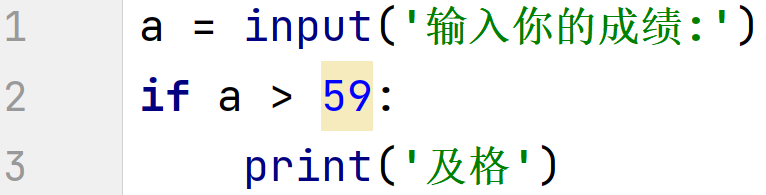 1 a = input('输入你的成绩:')
2 if a > 59:
3     print('及格')